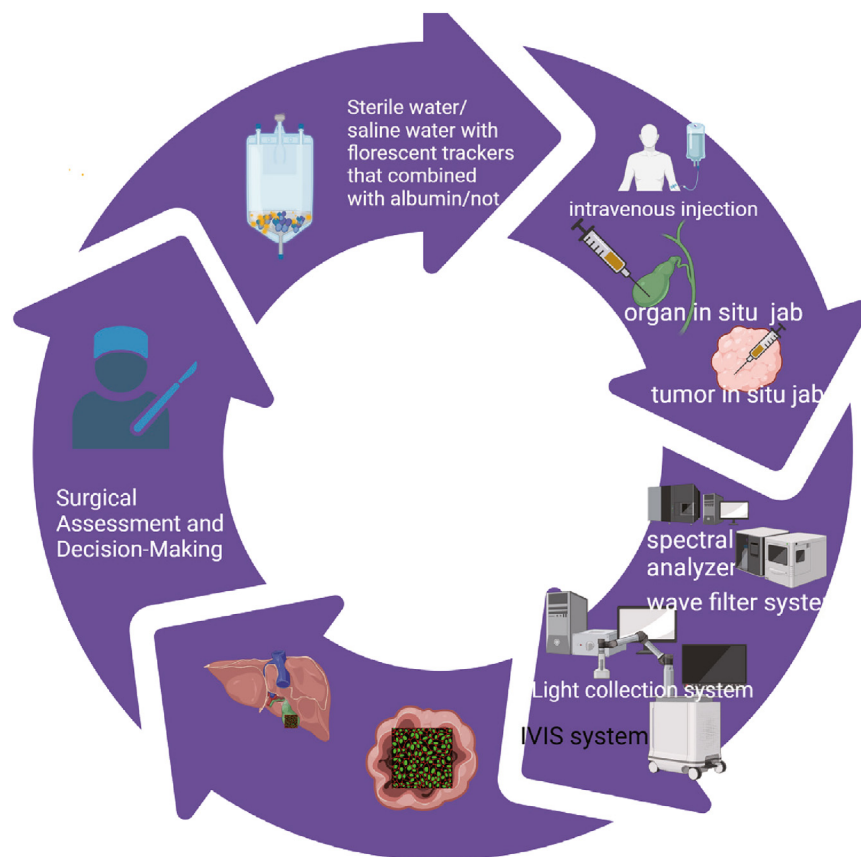 Sterile water/
saline water with
florescent trackers
that combined
with albumin/not
intravenous injection
organ in situ jab
tumor in situ jab
spectral
analyzer
wave filter system
Light collection system
IVIS system
Surgical
Assessment and
Decision-Making